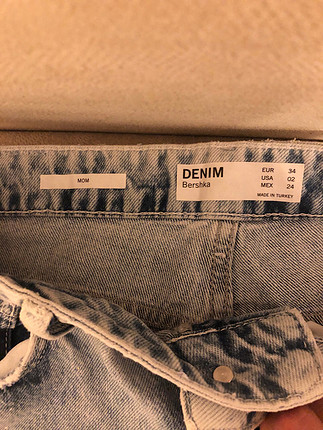 MOM
DENIM
Bershka
EUR 34
USA 02
MEX 24
MADE IN TURKEY